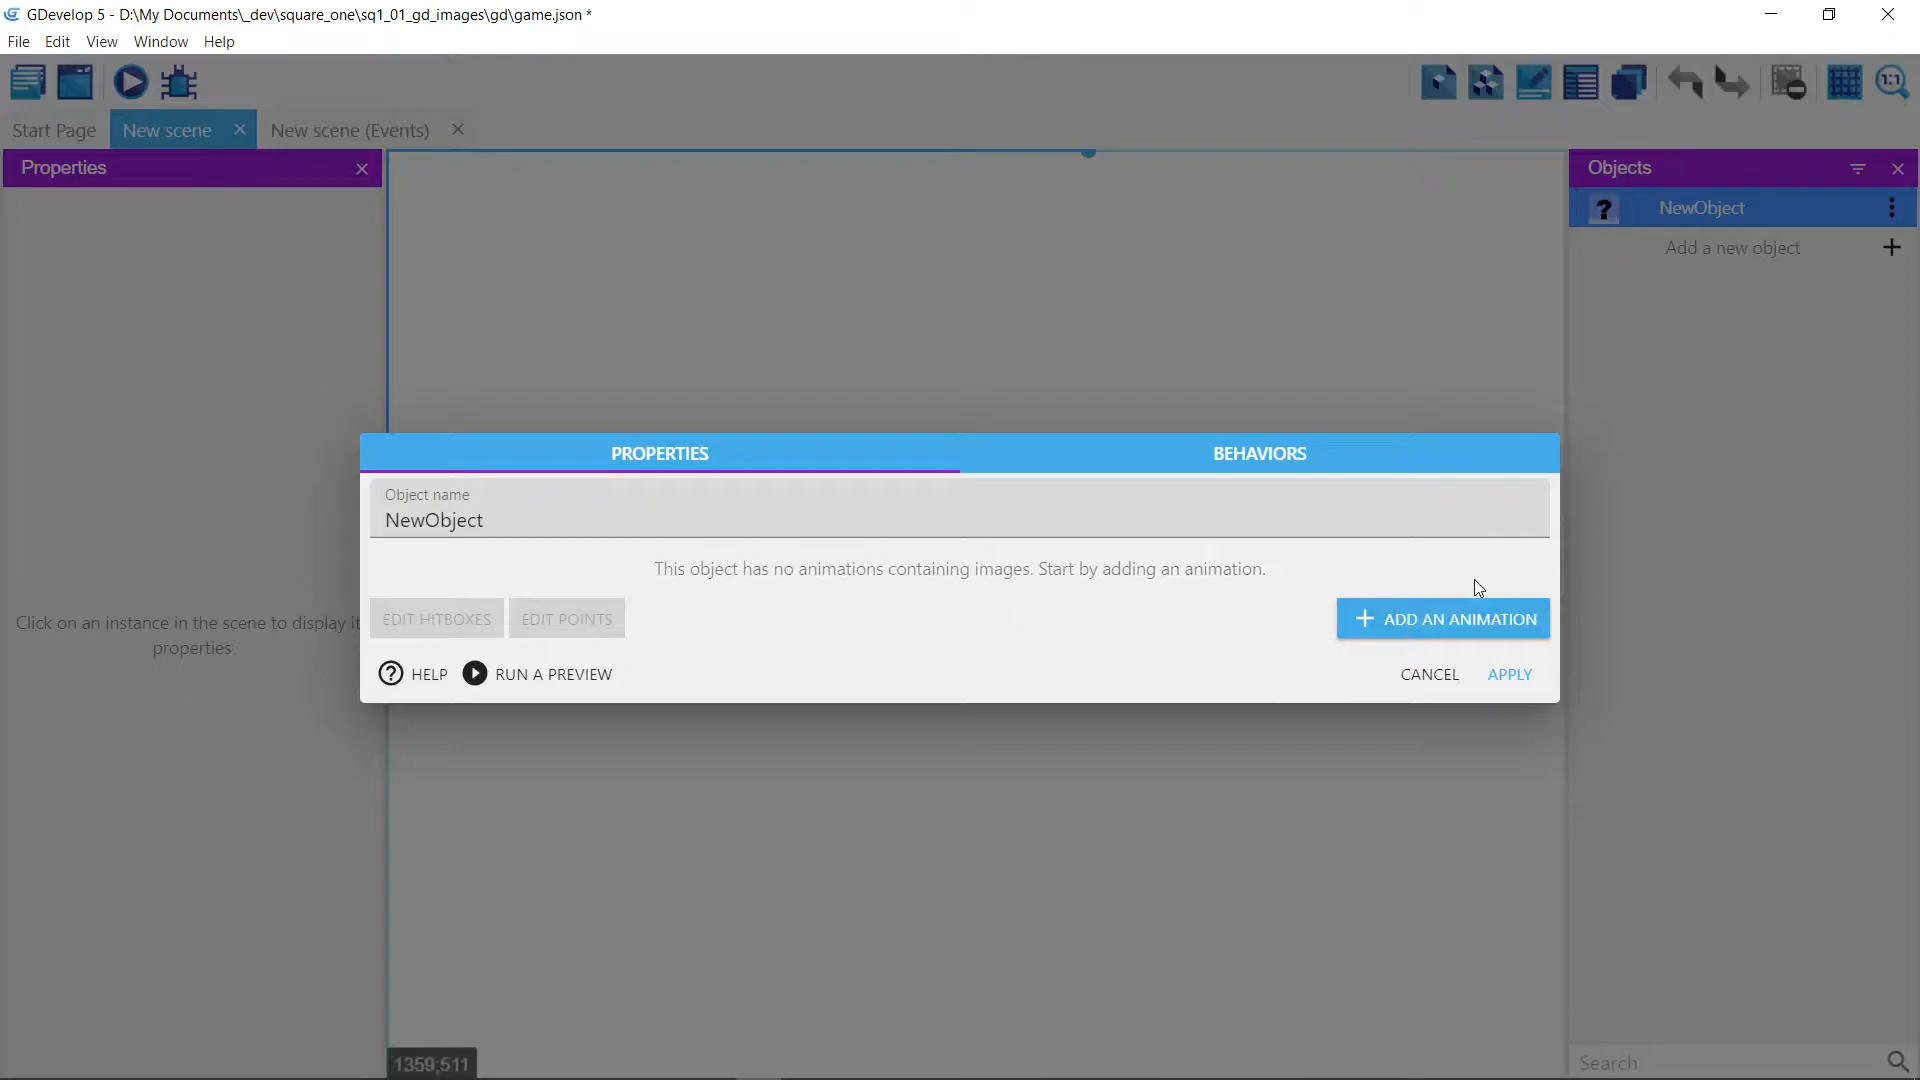 GDevelop 5 - D:\My Documents\_dev\square_one\sq1_01_gd_images\gd\game.json *
File Edit View Window Help
1:1
Start Page New scene New scene (Events)
Properties
Objects
? NewObject
Add a new object
PROPERTIES BEHAVIORS
Object name
NewObject
This object has no animations containing images. Start by adding an animation.
Click on an instance in the scene to display it
properties
EDIT HITBOXES EDIT POINTS + ADD AN ANIMATION
? HELP RUN A PREVIEW CANCEL APPLY
1359;511
Search